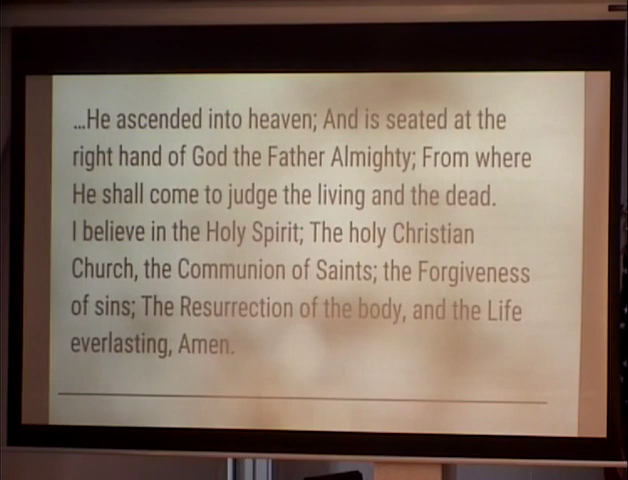 ...He ascended into heaven; And is seated at the
right hand of God the Father Almighty; From where
He shall come to judge the living and the dead.
I believe in the Holy Spirit; The holy Christian
Church, the Communion of Saints; the Forgiveness
of sins; The Resurrection of the body, and the Life
everlasting, Amen.